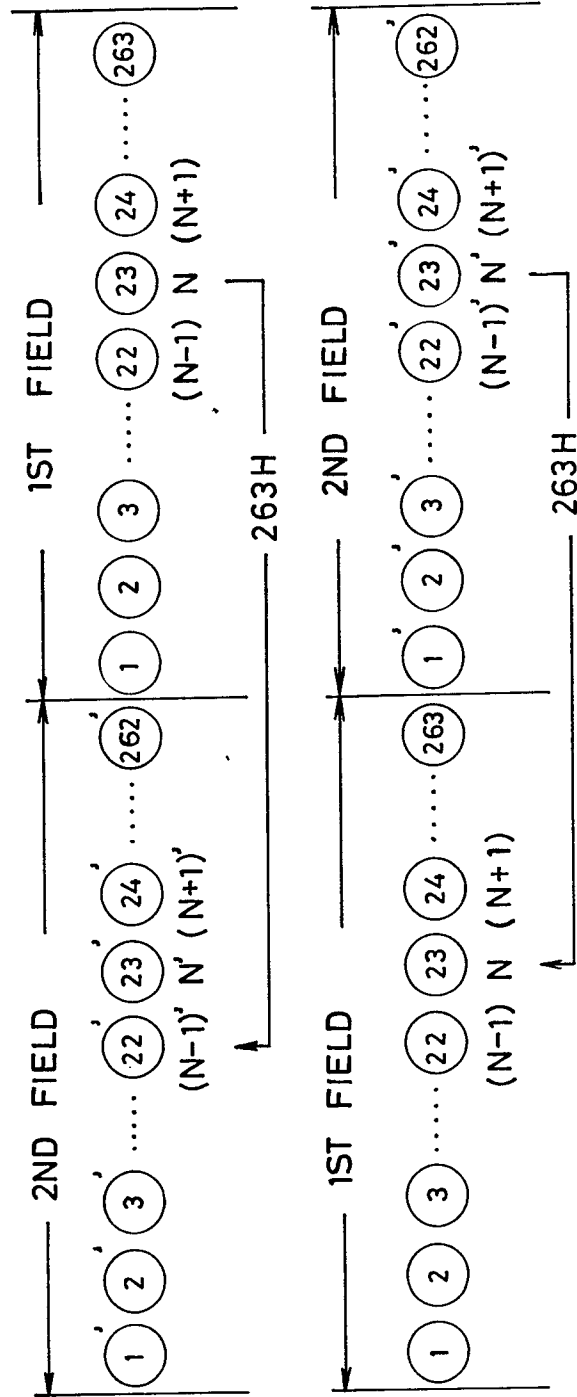 2ND FIELD 1ST FIELD
1' 2' 3' ...... 22' 23' 24' ...... 262' 1 2 3 ...... 22 23 24 ...... 263
(N-1)' N' (N+1)' (N-1) N (N+1)
263H
1ST FIELD 2ND FIELD
1 2 3 ...... 22 23 24 ...... 263 1' 2' 3' ...... 22' 23' 24' ...... 262'
(N-1) N (N+1) (N-1)' N' (N+1)'
263H